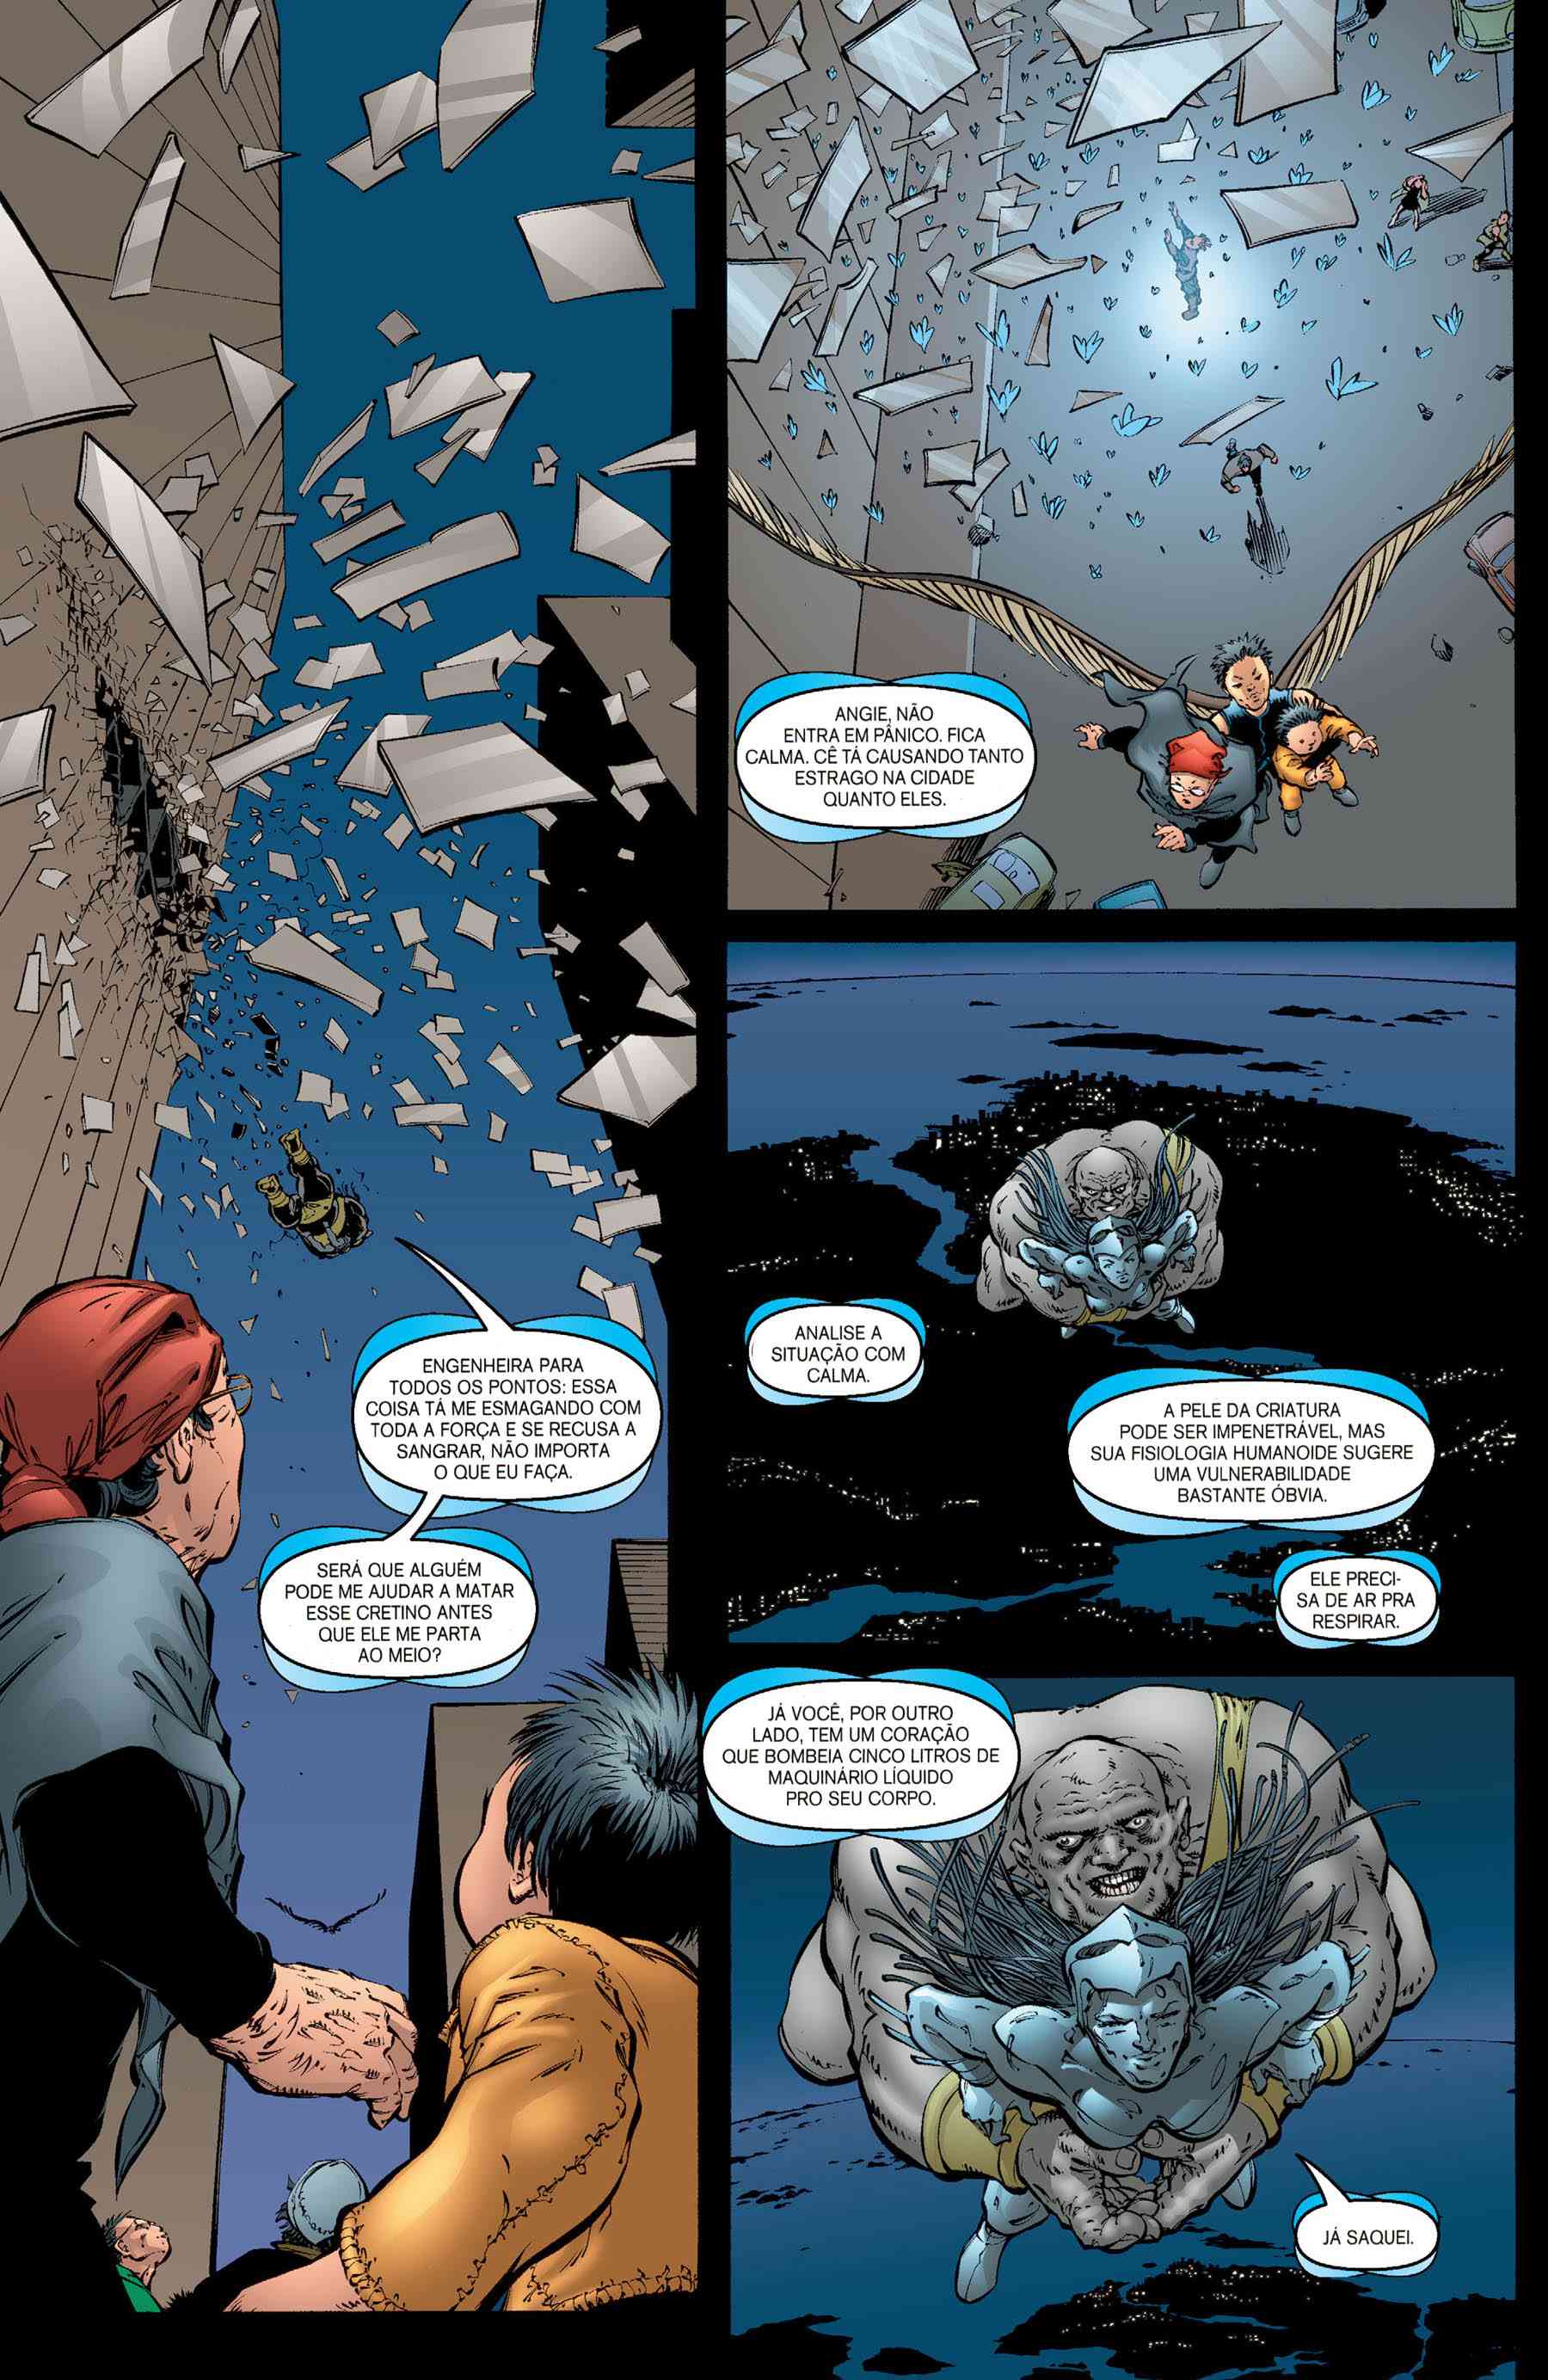 ENGENHEIRA PARA
TODOS OS PONTOS: ESSA
COISA TÁ ME ESMAGANDO COM
TODA A FORÇA E SE RECUSA A
SANGRAR, NÃO IMPORTA
O QUE EU FAÇA.
SERÁ QUE ALGUÉM
PODE ME AJUDAR A MATAR
ESSE CRETINO ANTES
QUE ELE ME PARTA
AO MEIO?
ANGIE, NÃO
ENTRA EM PÂNICO. FICA
CALMA. CÊ TÁ CAUSANDO TANTO
ESTRAGO NA CIDADE
QUANTO ELES.
ANALISE A
SITUAÇÃO COM
CALMA.
A PELE DA CRIATURA
PODE SER IMPENETRÁVEL, MAS
SUA FISIOLOGIA HUMANOIDE SUGERE
UMA VULNERABILIDADE
BASTANTE ÓBVIA.
ELE PRECI-
SA DE AR PRA
RESPIRAR.
JÁ VOCÊ, POR OUTRO
LADO, TEM UM CORAÇÃO
QUE BOMBEIA CINCO LITROS DE
MAQUINÁRIO LÍQUIDO
PRO SEU CORPO.
JÁ SAQUEI.